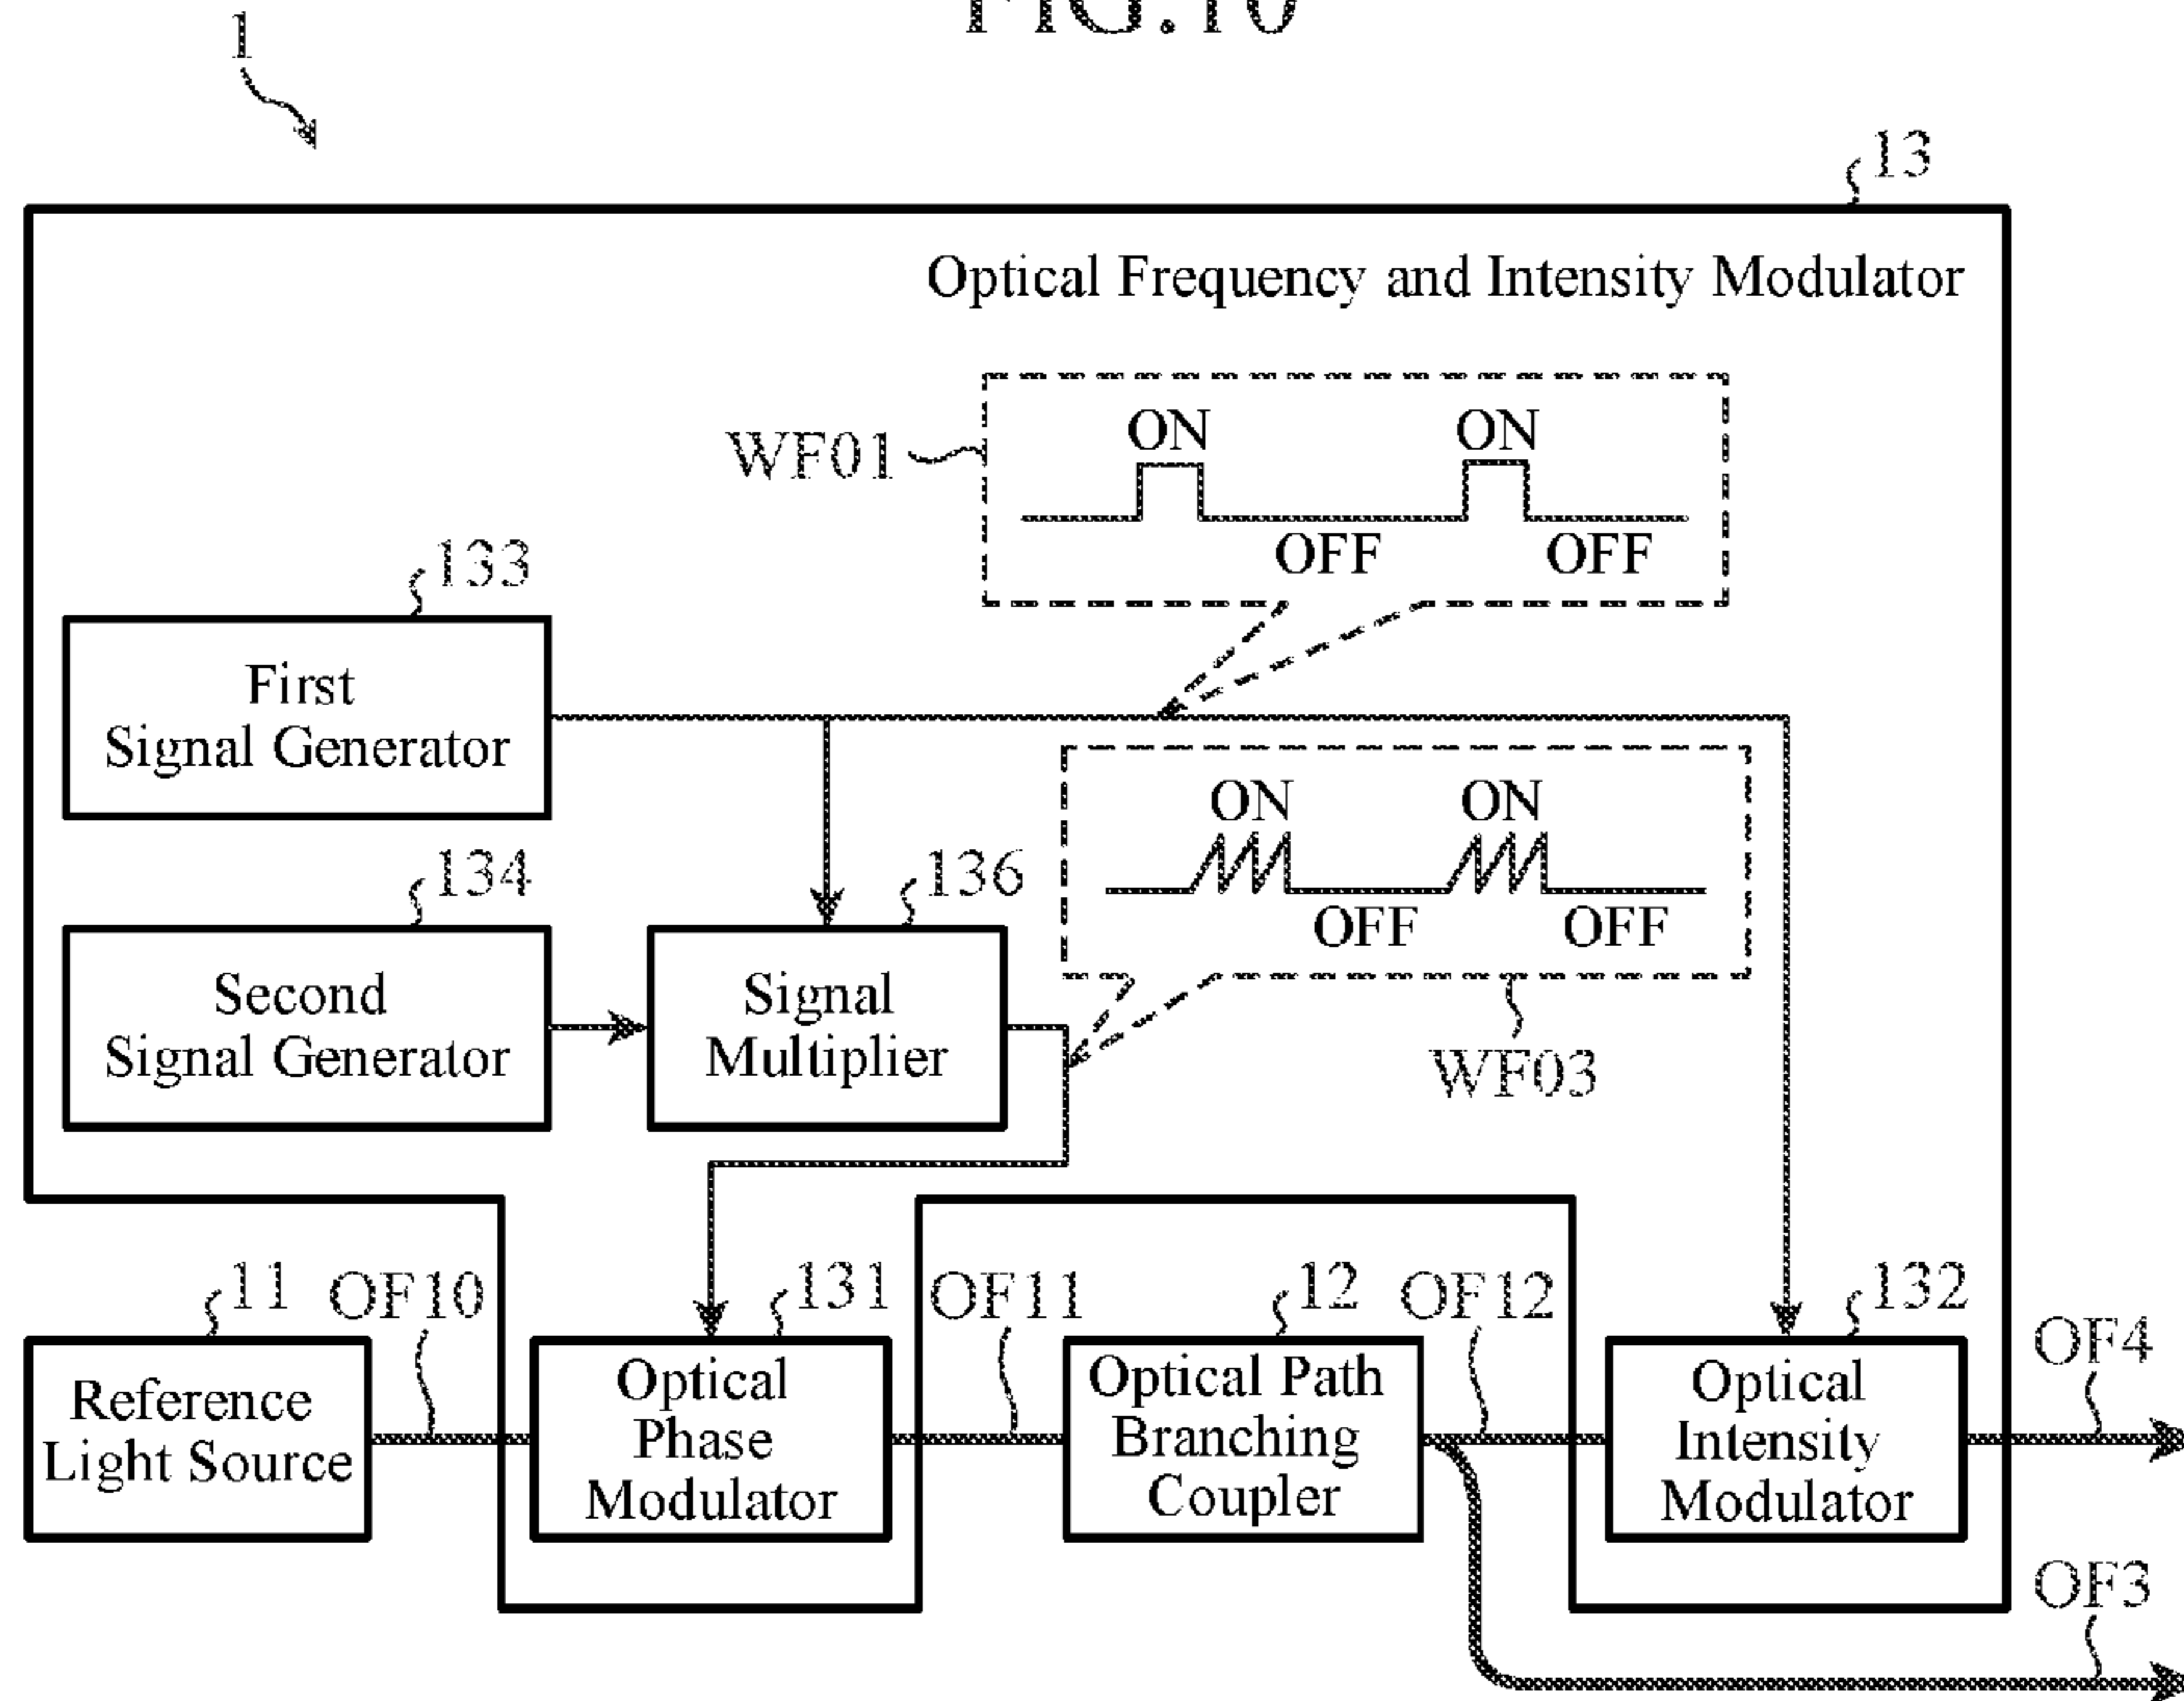 FIG.10
1
13
Optical Frequency and Intensity Modulator
WF01
ON
ON
OFF
OFF
133
First
Signal Generator
ON
ON
OFF
OFF
WF03
134
Second
Signal Generator
136
Signal
Multiplier
11
Reference
Light Source
OF10
131
Optical
Phase
Modulator
OF11
12
Optical Path
Branching
Coupler
OF12
132
Optical
Intensity
Modulator
OF4
OF3